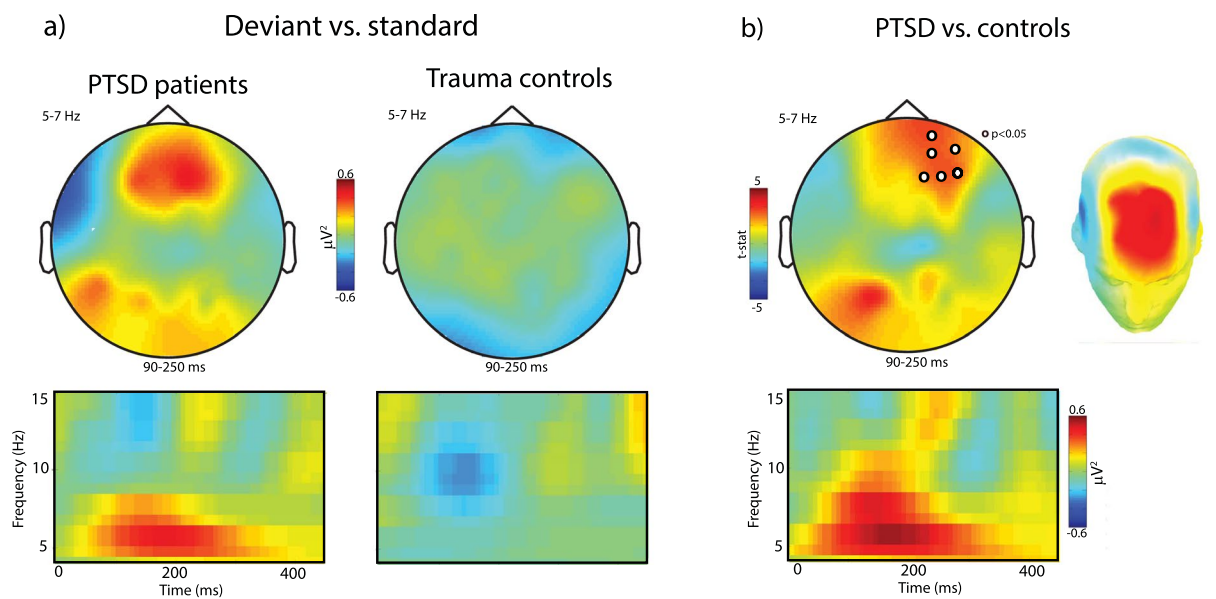 a)
Deviant vs. standard
b)
PTSD vs. controls
PTSD patients
Trauma controls
5-7 Hz
5-7 Hz
5-7 Hz
p<0.05
0.6
μV²
-0.6
5
t-stat
-5
90-250 ms
90-250 ms
90-250 ms
15
10
5
Frequency (Hz)
0
200
400
Time (ms)
15
10
5
Frequency (Hz)
0
200
400
Time (ms)
0.6
μV²
-0.6